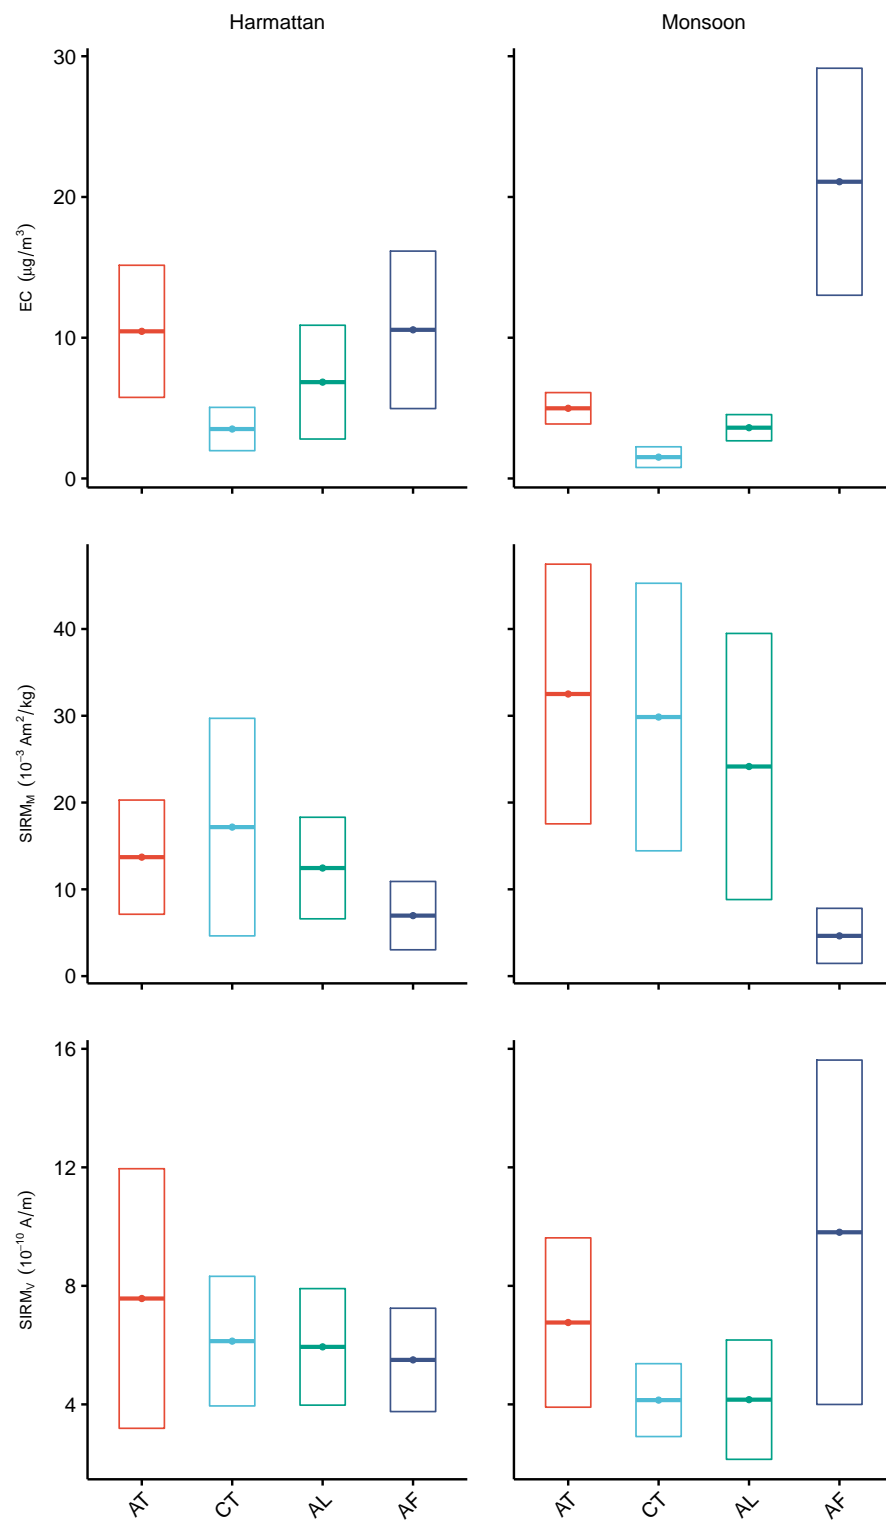 Harmattan Monsoon
30
20
10
0
EC (μg/m³)
40
30
20
10
0
SIRM_M (10⁻³ Am²/kg)
16
12
8
4
SIRM_V (10⁻¹⁰ A/m)
AT CT AL AF AT CT AL AF